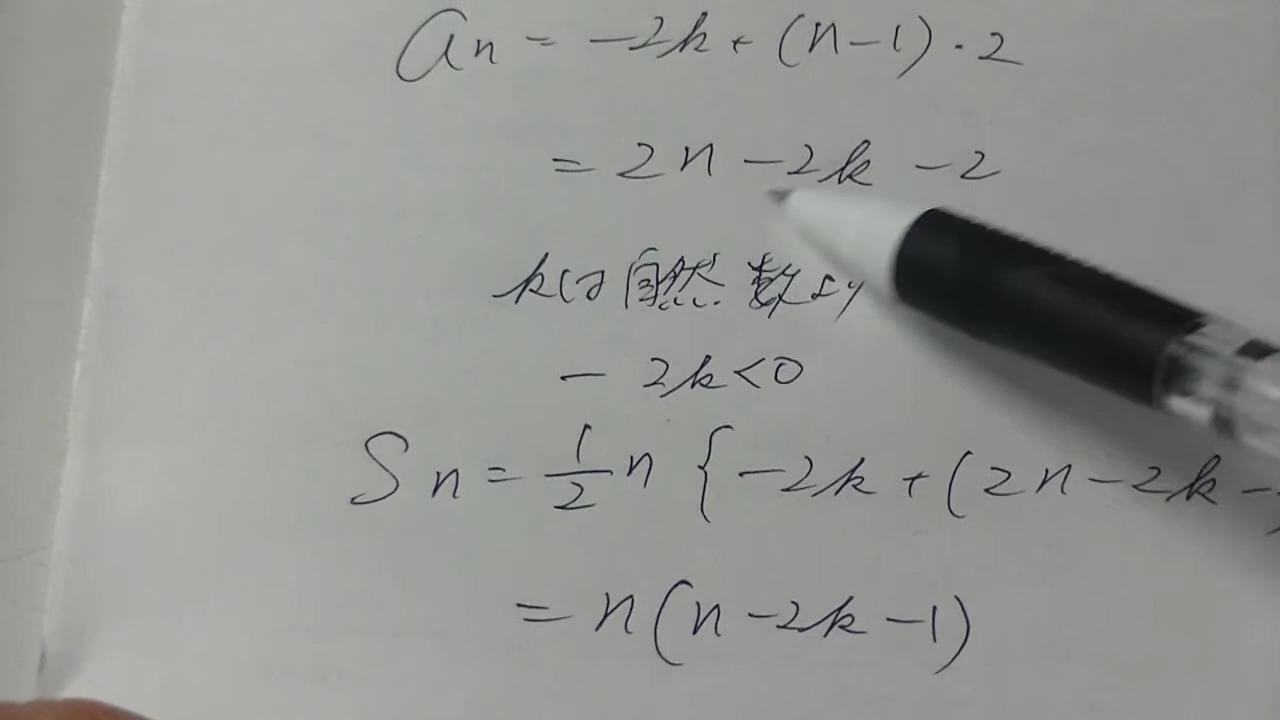 an = -2k + (n-1)・2
= 2n - 2k - 2
kは自然数より
- 2k < 0
Sn = 1/2 n { -2k + (2n - 2k -
= n(n - 2k - 1)